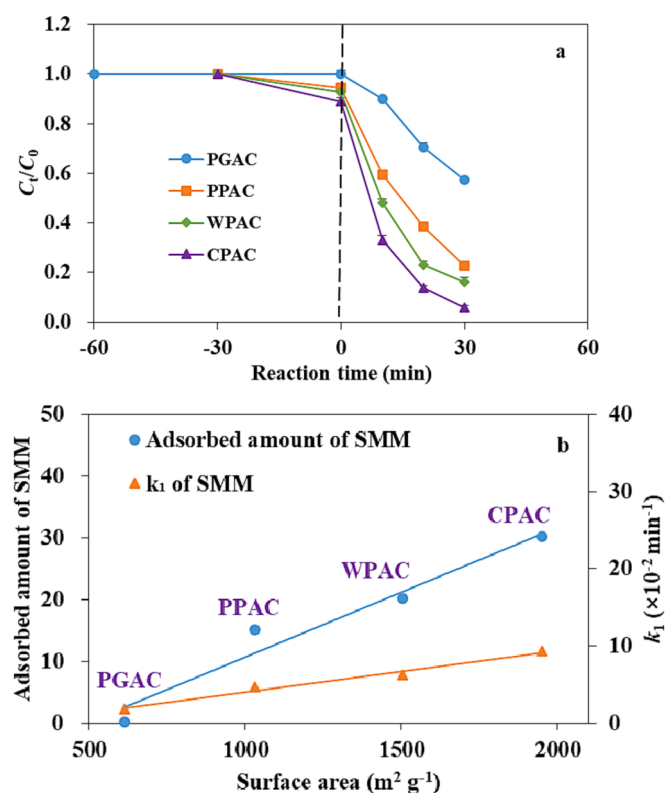 1.2
1.0
0.8
0.6
0.4
0.2
0.0
Cₜ/C₀
a
PGAC
PPAC
WPAC
CPAC
-60
-30
0
30
60
Reaction time (min)
50
40
30
20
10
0
Adsorbed amount of SMM
Adsorbed amount of SMM
k₁ of SMM
b
PGAC
PPAC
WPAC
CPAC
40
30
20
10
0
k₁ (×10⁻² min⁻¹)
500
1000
1500
2000
Surface area (m² g⁻¹)